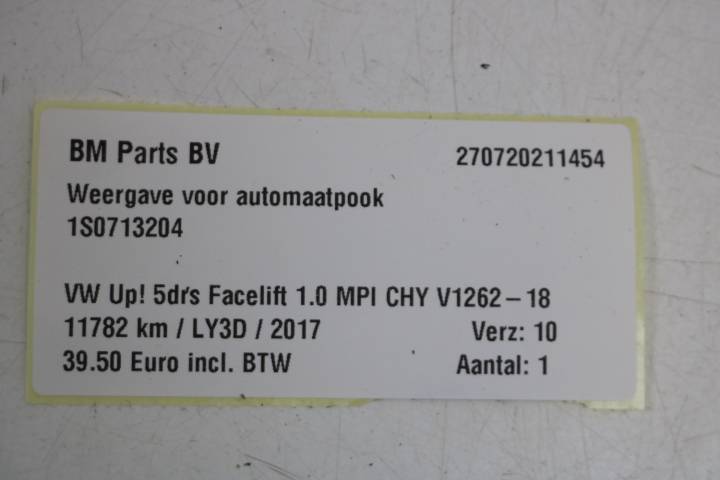 BM Parts BV 270720211454
Weergave voor automaatpook
1S0713204
VW Up! 5drs Facelift 1.0 MPI CHY V1262-18
11782 km / LY3D / 2017 Verz: 10
39.50 Euro incl. BTW Aantal: 1